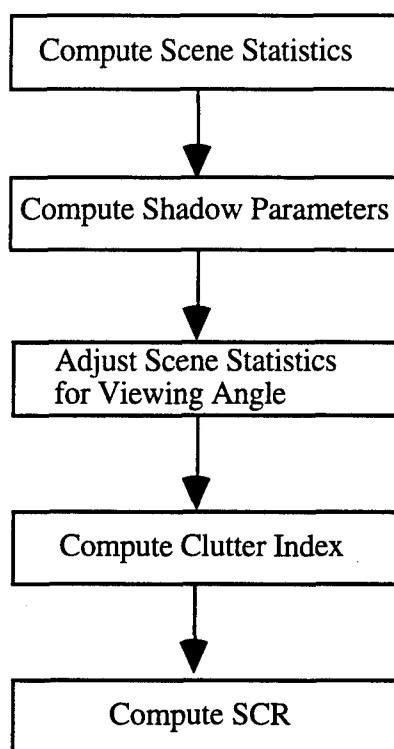 Compute Scene Statistics
Compute Shadow Parameters
Adjust Scene Statistics
for Viewing Angle
Compute Clutter Index
Compute SCR